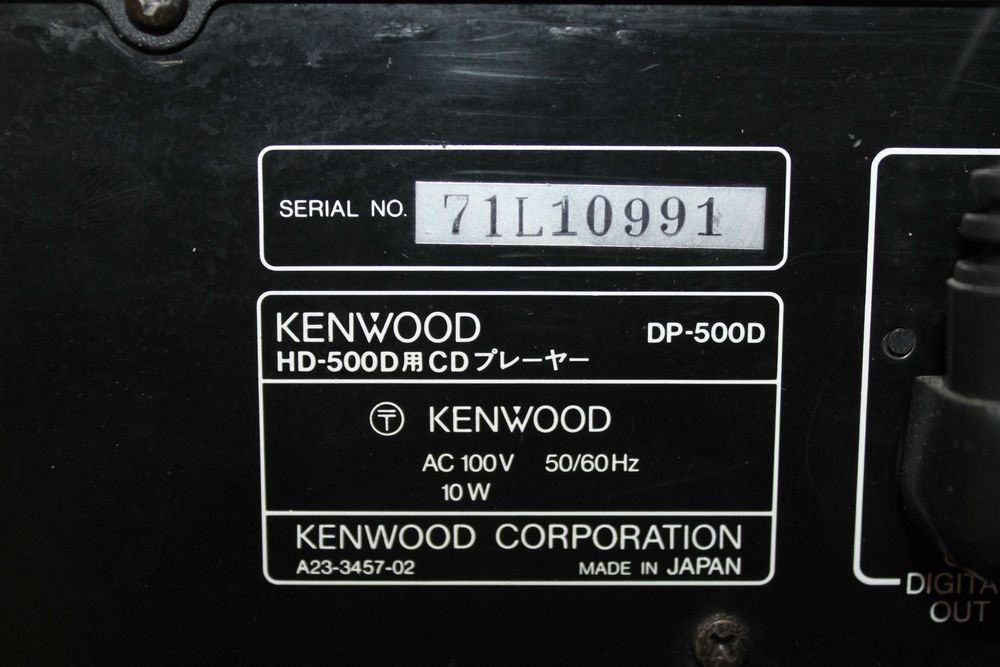 SERIAL NO. 71L10991
KENWOOD DP-500D
HD-500D用CDプレーヤー
〶 KENWOOD
AC 100V 50/60Hz
10W
KENWOOD CORPORATION
A23-3457-02 MADE IN JAPAN
OUT